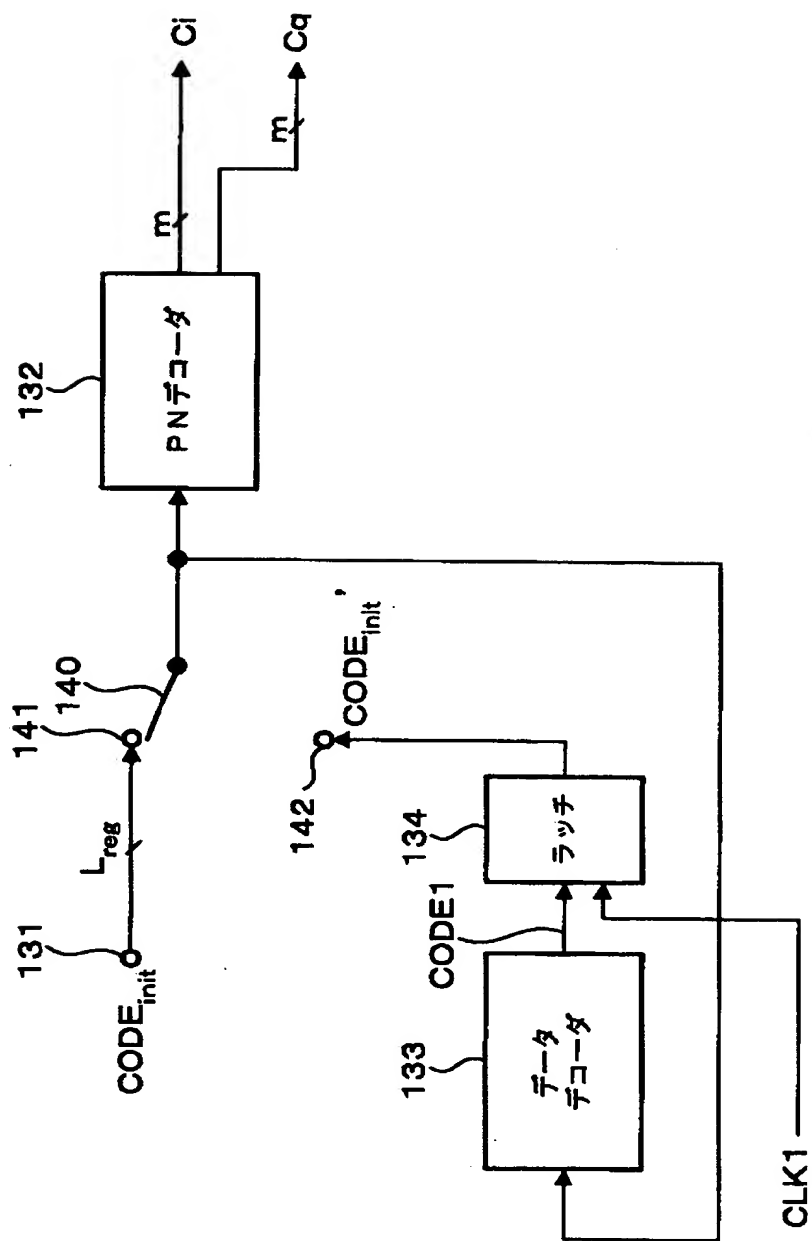 131
CODEinit
Lreg
141
140
132
PNデコーダ
m
Ci
m
Cq
142
CODEinit'
133
データ
デコーダ
CODE1
134
ラッチ
CLK1